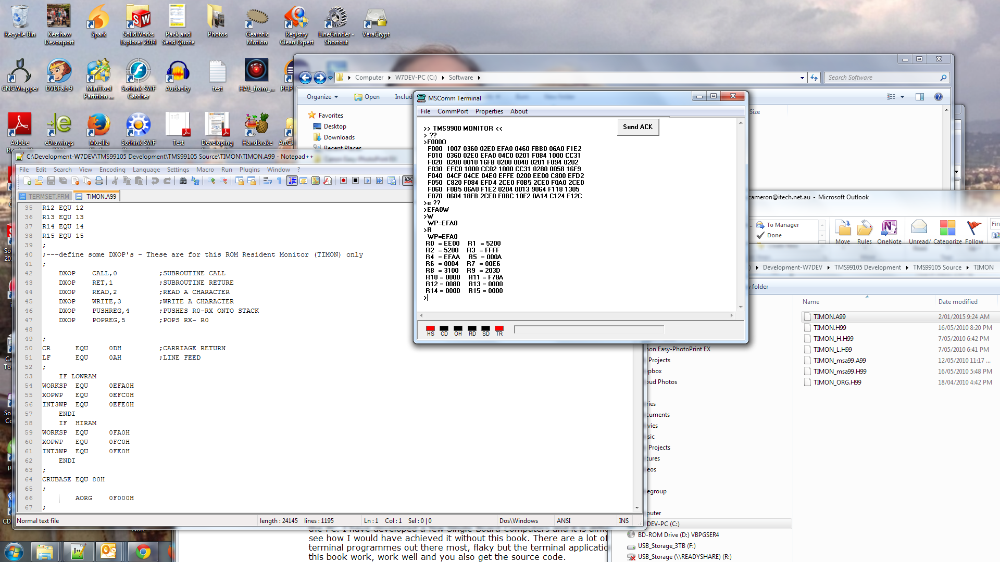 Recycle Bin
Kershaw Devonport
Spark
SolidWorks Explorer 2014
Pack and Send Quote
Photos
Gearotic Motion
Registry Clean Expert
LineGrinder - Shortcut
VeraCrypt
CNCWrapper
DVDFab 9
MiniTool Partition ...
Sothink SWF Catcher
Audacity
test
HAL_from_...
PHP
Adobe
eDrawings
Mozilla
Sothink SWF
Test
Developing
Handbrake
ArtCA
Computer
W7DEV-PC (C:)
Software
Search Software
Organize
Open
Includ
Size
Favorites
Desktop
Downloads
Recent Places
MSComm Terminal
File CommPort Properties About
Send ACK
>> TMS9900 MONITOR <<
> ??
>F0000
F000 1007 0360 02E0 EFA0 0460 FBB0 06A0 F1E2
F010 0360 02E0 EFA0 04C0 0201 F084 1000 CC31
F020 0280 0010 16FB 0200 0040 0201 F094 0202
F030 EFC0 1000 CC02 1000 CC31 0280 0058 16F9
F040 04CF 04CE 04E0 EFFE 0200 EE00 C800 EFD2
F050 C820 F084 EFD4 2CE0 F0B5 2CE0 F0A0 2CE0
F060 F0B5 06A0 F1E2 0204 0013 9064 F118 1305
F070 0604 18FB 2CE0 F0BC 10F2 0A14 C124 F12C
>e ??
>EFA0W
>W
WP=EFA0
>R
WP=EFA0
R0 = EE00 R1 = 5200
R2 = 5200 R3 = FFFF
R4 = EFAA R5 = 000A
R6 = 0004 R7 = 00E6
R8 = 3100 R9 = 203D
R10 = 0000 R11 = F78A
R12 = 0080 R13 = 0000
R14 = 0000 R15 = 0000
>
HS CD OH RD SD TR
C:\Development-W7DEV\TMS99105 Development\TMS99105 Source\TIMON\TIMON.A99 - Notepad++
File Edit Search View Encoding Language Settings Macro Run Plugins Window ?
TERMSET.FRM
TIMON.A99
35 R12 EQU 12
36 R13 EQU 13
37 R14 EQU 14
38 R15 EQU 15
39 ;
40 ;---define some DXOP's - These are for this ROM Resident Monitor (TIMON) only
41 ;
42 DXOP CALL,0 ;SUBROUTINE CALL
43 DXOP RET,1 ;SUBROUTINE RETURE
44 DXOP READ,2 ;READ A CHARACTER
45 DXOP WRITE,3 ;WRITE A CHARACTER
46 DXOP PUSHREG,4 ;PUSHES R0-RX ONTO STACK
47 DXOP POPREG,5 ;POPS RX- R0
48
49 ;
50 CR EQU 0DH ;CARRIAGE RETURN
51 LF EQU 0AH ;LINE FEED
52 ;
53 IF LOWRAM
54 WORKSP EQU 0EFA0H
55 XOPWP EQU 0EFC0H
56 INT3WP EQU 0EFE0H
57 ENDI
58 IF HIRAM
59 WORKSP EQU 0FA0H
60 XOPWP EQU 0FC0H
61 INT3WP EQU 0FE0H
62 ENDI
63 ;
64 CRUBASE EQU 80H
65 ;
66 AORG 0F000H
67 ;
Normal text file
length : 24145 lines : 1195
Ln : 1 Col : 1 Sel : 0 | 0
Dos\Windows
ANSI
INS
cameron@itech.net.au - Microsoft Outlook
To Manager
Done
Move
Rules
OneNote
Unread/
Categorize
Follow
Development-W7DEV
TMS99105 Development
TMS99105 Source
TIMON
folder
Name
Date modified
TIMON.A99 2/01/2015 9:24 AM
TIMON.H99 16/05/2010 8:20 PM
TIMON_H.H99 7/05/2010 6:42 PM
TIMON_L.H99 7/05/2010 6:41 PM
TIMON_msa99.A99 12/05/2010 11:17 ...
TIMON_msa99.H99 16/05/2010 5:48 PM
TIMON_ORG.H99 18/04/2010 4:42 PM
non Easy-PhotoPrint EX
Projects
pbox
oud Photos
ries
cuments
vies
sic
Projects
tures
eos
egroup
puter
DEV-PC (C:)
BD-ROM Drive (D:) VBPGSER4
USB_Storage_3TB (F:)
USB_Storage (\\READYSHARE) (R:)
see how I would have achieved it without this book. There are a lot of
terminal programmes out there most, flaky but the terminal applicatio
this book work, work well and you also get the source code.